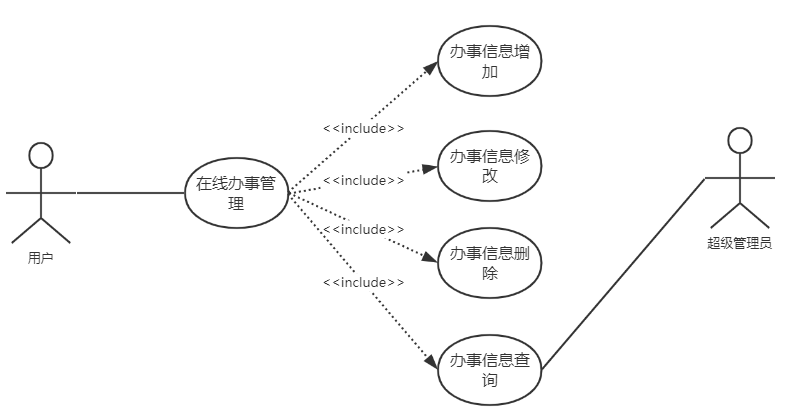 办事信息增
加
<<include>>
办事信息修
改
<<include>>
在线办事管
理
<<include>>
办事信息删
除
用户
超级管理员
<<include>>
办事信息查
询